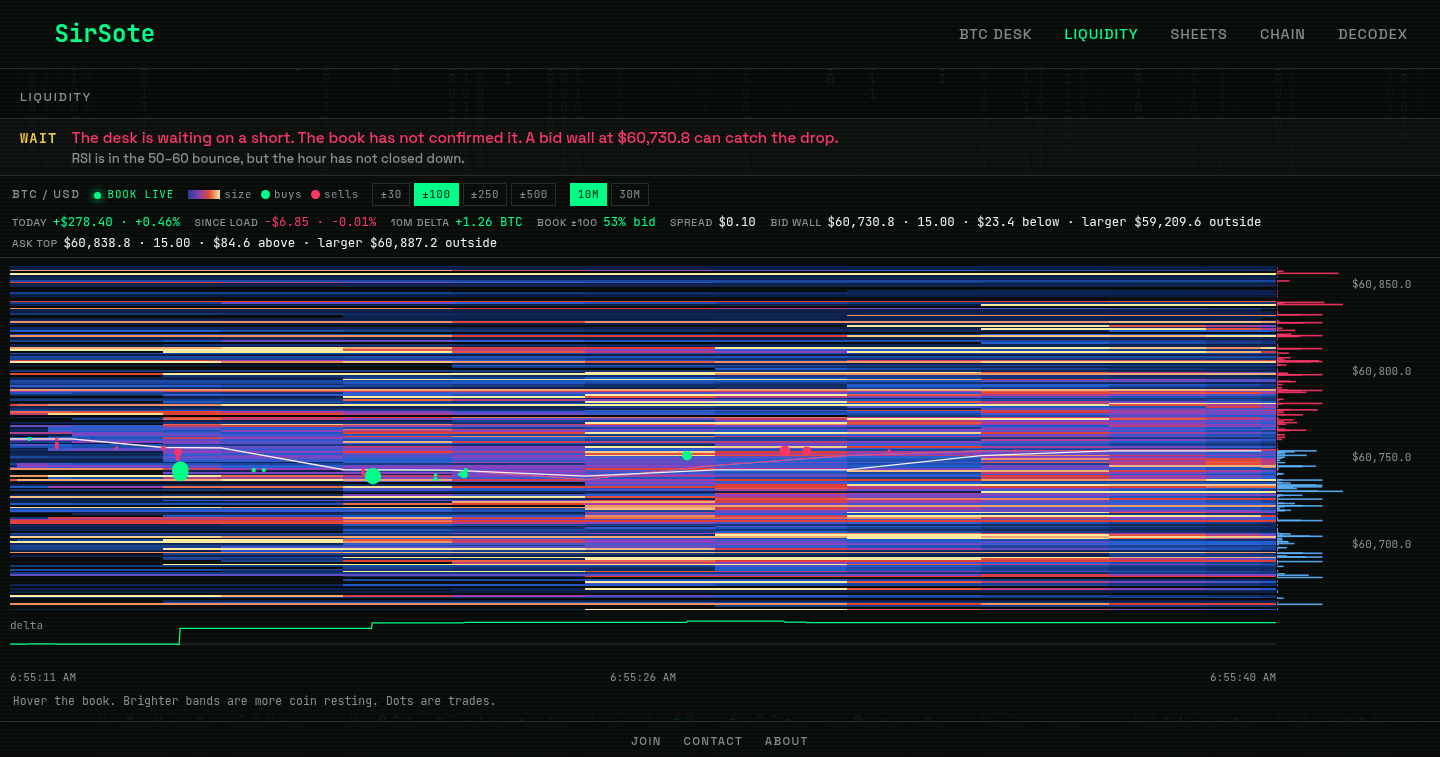 SirSote
BTC DESK LIQUIDITY SHEETS CHAIN DECODEX
LIQUIDITY
WAIT The desk is waiting on a short. The book has not confirmed it. A bid wall at $60,730.8 can catch the drop.
RSI is in the 50–60 bounce, but the hour has not closed down.
BTC / USD BOOK LIVE size buys sells ±30 ±100 ±250 ±500 10M 30M
TODAY +$278.40 · +0.46% SINCE LOAD -$6.85 · -0.01% 10M DELTA +1.26 BTC BOOK ±100 53% bid SPREAD $0.10 BID WALL $60,730.8 · 15.00 · $23.4 below · larger $59,209.6 outside
ASK TOP $60,838.8 · 15.00 · $84.6 above · larger $60,887.2 outside
$60,850.0
$60,800.0
$60,750.0
$60,700.0
delta
6:55:11 AM 6:55:26 AM 6:55:40 AM
Hover the book. Brighter bands are more coin resting. Dots are trades.
JOIN CONTACT ABOUT